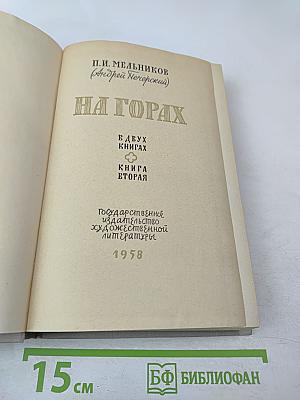 П.И. МЕЛЬНИКОВ
(Андрей Печерский)
НА ГОРАХ
В ДВУХ
КНИГАХ
КНИГА
ВТОРАЯ
Государственное
издательство
художественной
литературы
1958
15 см
БФ БИБЛИОФАН